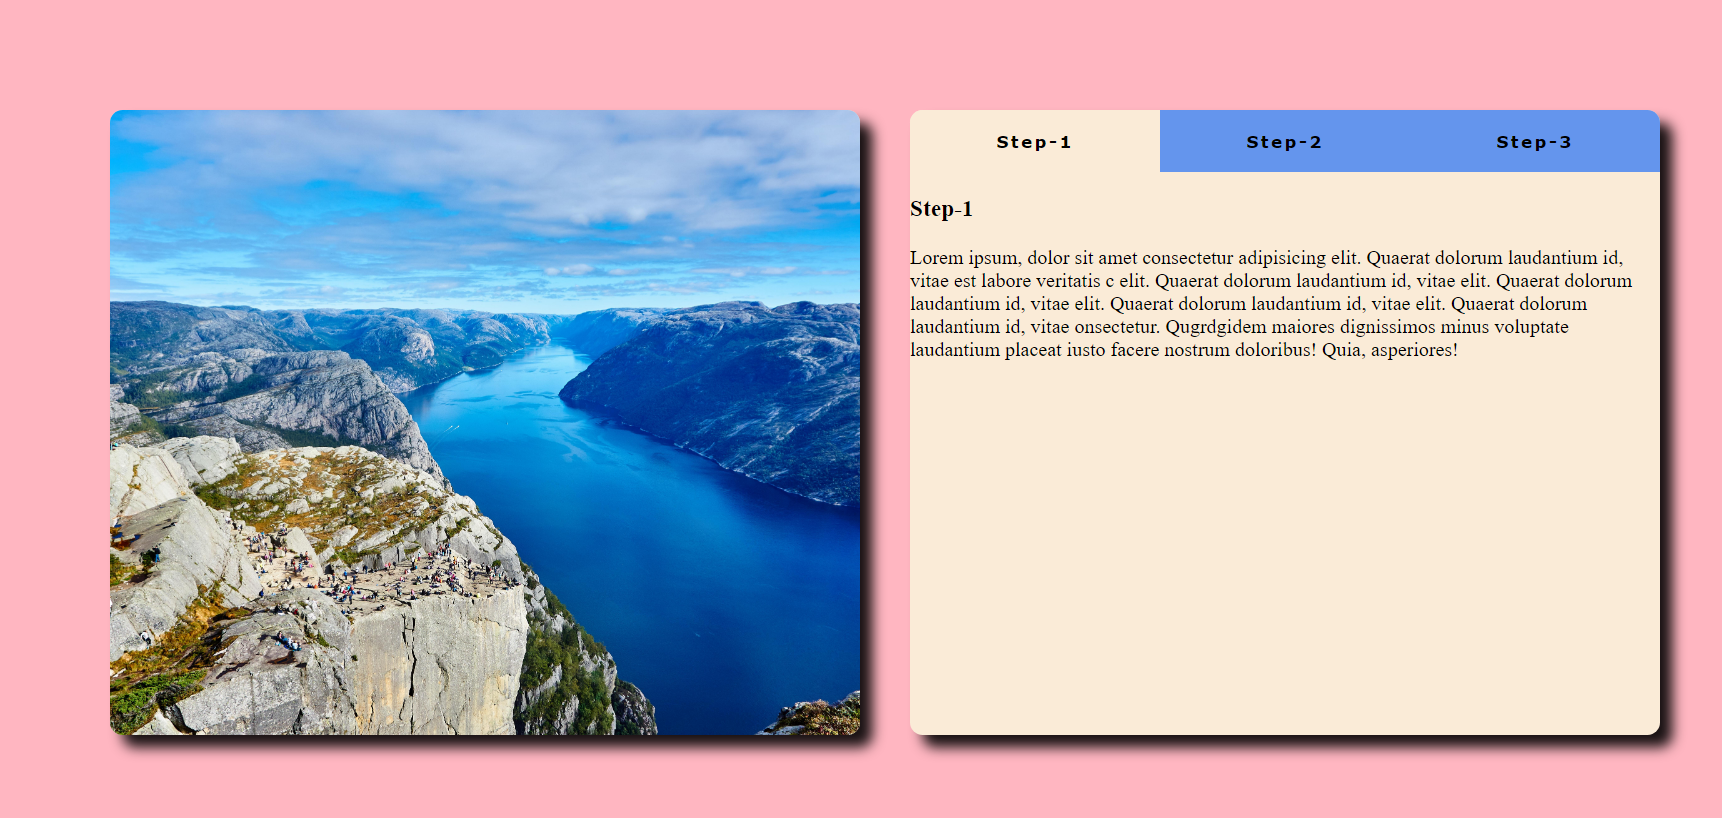 Step-1
Step-2
Step-3
Step-1
Lorem ipsum, dolor sit amet consectetur adipisicing elit. Quaerat dolorum laudantium id,
vitae est labore veritatis c elit. Quaerat dolorum laudantium id, vitae elit. Quaerat dolorum
laudantium id, vitae elit. Quaerat dolorum laudantium id, vitae elit. Quaerat dolorum
laudantium id, vitae onsectetur. Qugrdgidem maiores dignissimos minus voluptate
laudantium placeat iusto facere nostrum doloribus! Quia, asperiores!